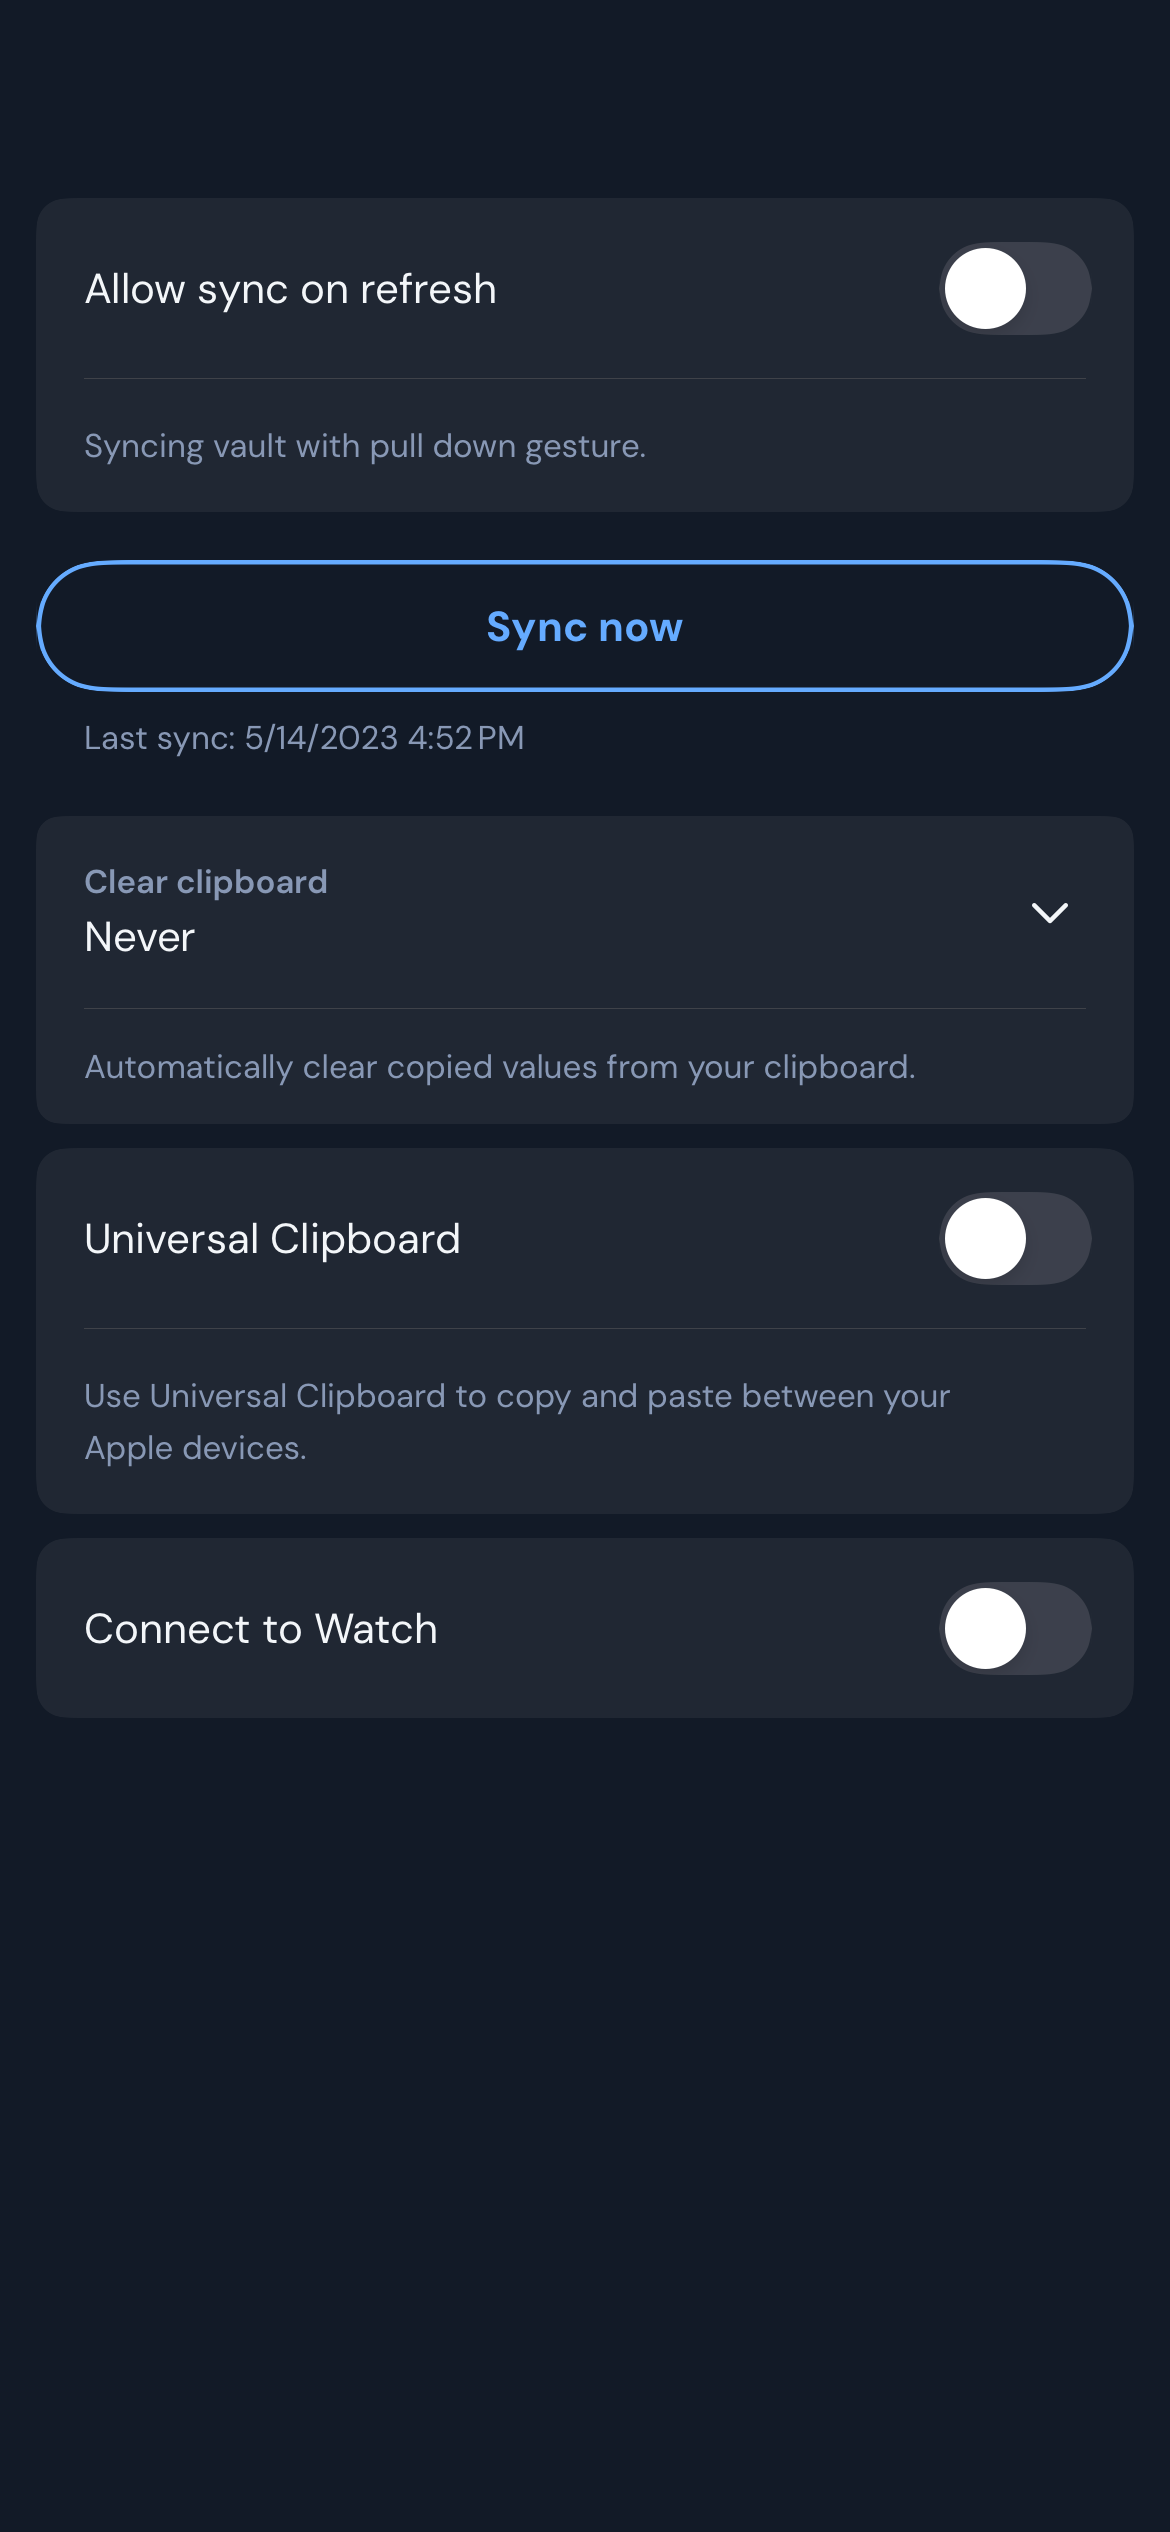 Allow sync on refresh
Syncing vault with pull down gesture.
Sync now
Last sync: 5/14/2023 4:52 PM
Clear clipboard
Never
Automatically clear copied values from your clipboard.
Universal Clipboard
Use Universal Clipboard to copy and paste between your
Apple devices.
Connect to Watch